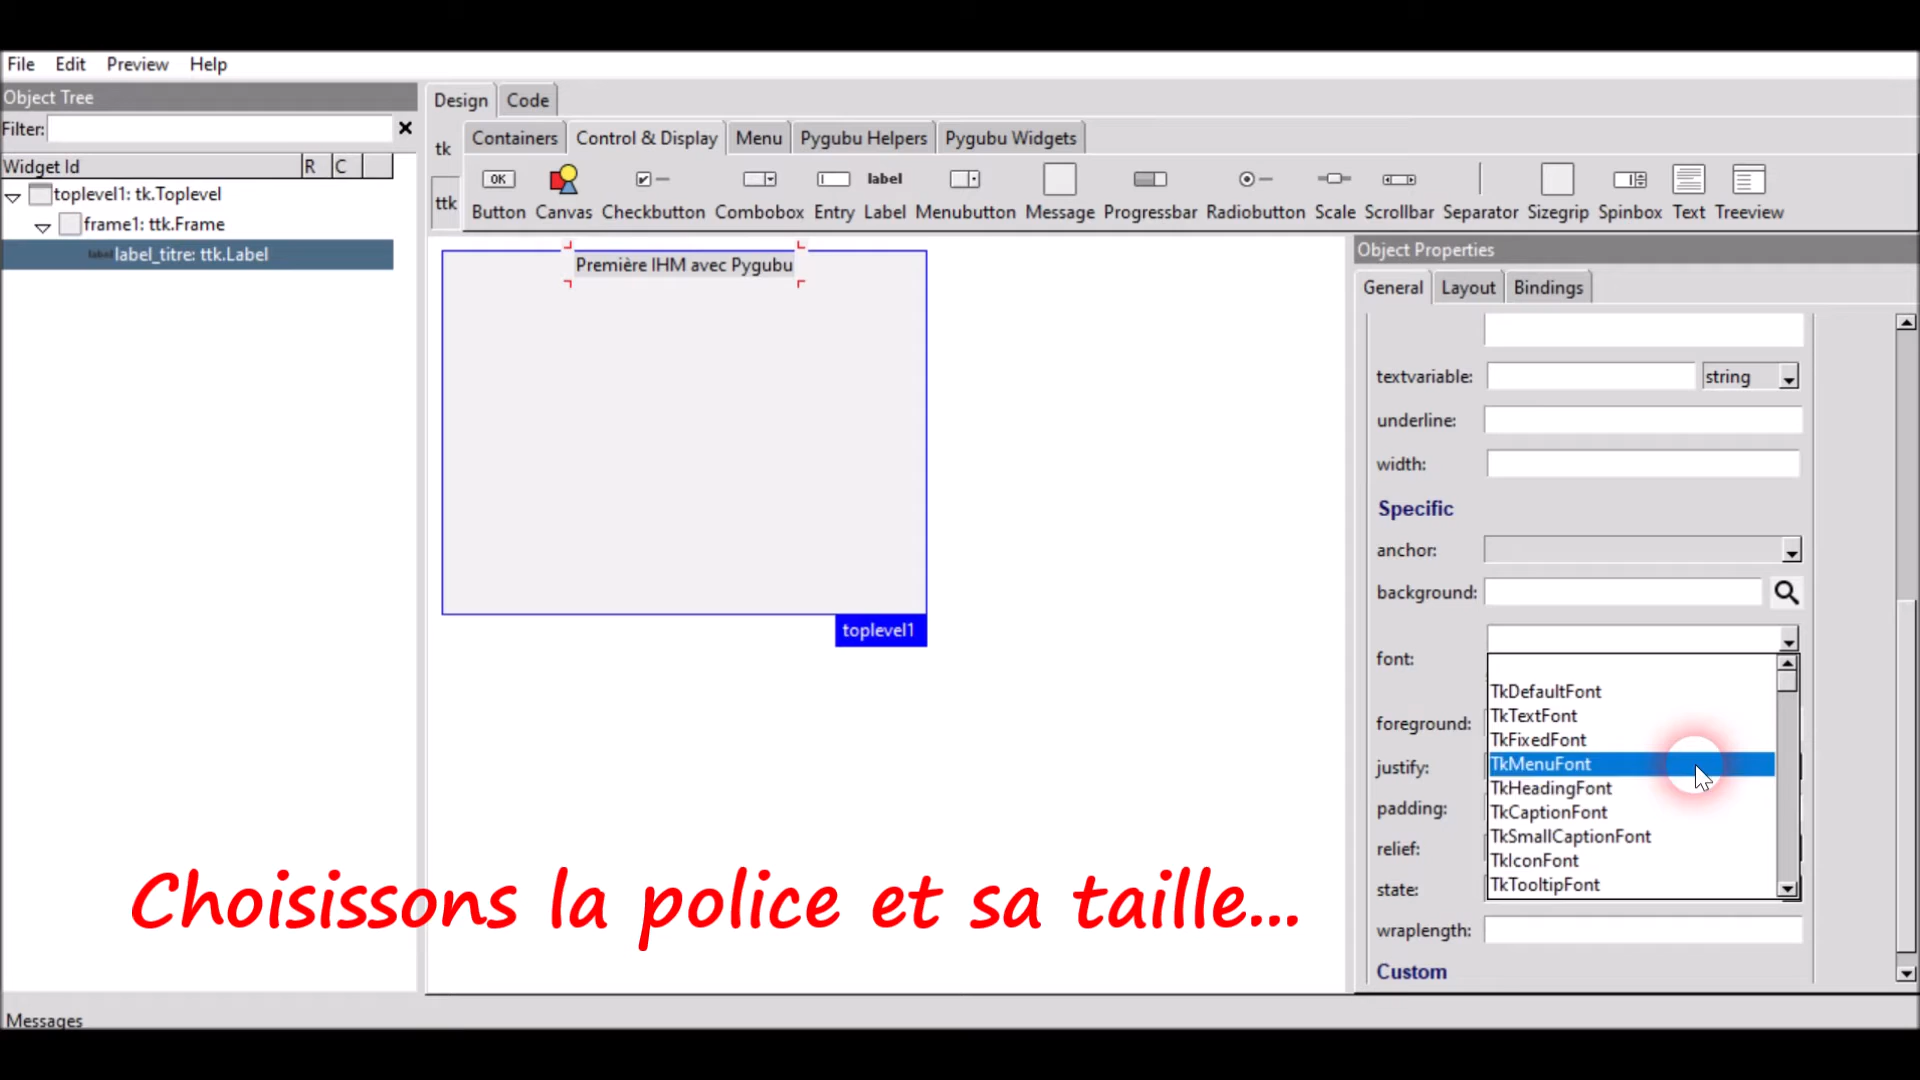 File Edit Preview Help
Object Tree
Filter:
Widget Id R C
toplevel1: tk.Toplevel
frame1: ttk.Frame
label label_titre: ttk.Label
Design Code
tk
ttk
Containers Control & Display Menu Pygubu Helpers Pygubu Widgets
OK label
Button Canvas Checkbutton Combobox Entry Label Menubutton Message Progressbar Radiobutton Scale Scrollbar Separator Sizegrip Spinbox Text Treeview
Première IHM avec Pygubu
toplevel1
Object Properties
General Layout Bindings
textvariable: string
underline:
width:
Specific
anchor:
background:
font:
TkDefaultFont
TkTextFont
TkFixedFont
TkMenuFont
TkHeadingFont
TkCaptionFont
TkSmallCaptionFont
TkIconFont
TkTooltipFont
foreground:
justify:
padding:
relief:
state:
wraplength:
Custom
Choisissons la police et sa taille...
Messages